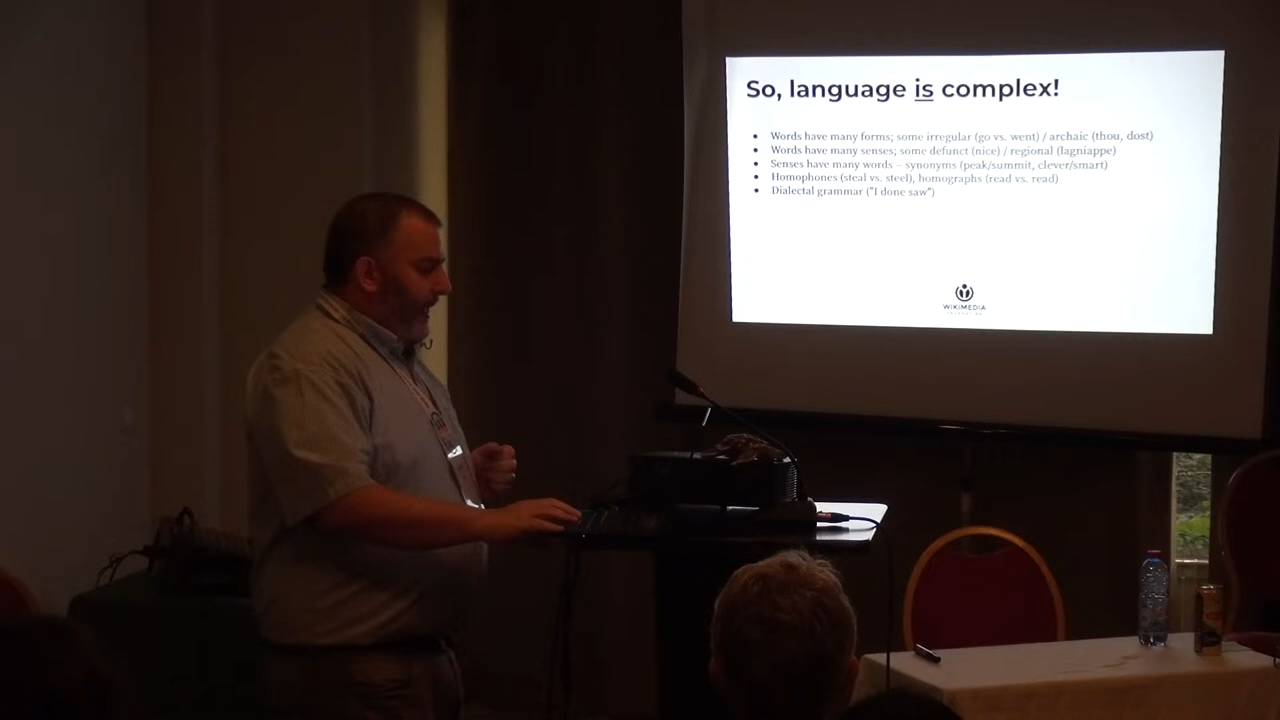 So, language is complex!
• Words have many forms; some irregular (go vs. went) / archaic (thou, dost)
• Words have many senses; some defunct (nice) / regional (lagniappe)
• Senses have many words – synonyms (peak/summit, clever/smart)
• Homophones (steal vs. steel), homographs (read vs. read)
• Dialectal grammar ("I done saw")
WIKIMEDIA